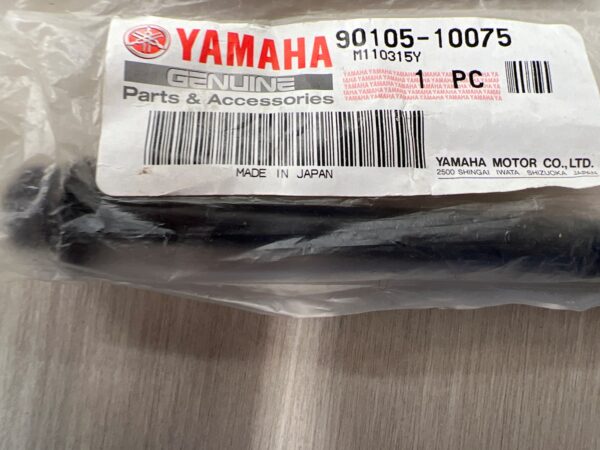 YAMAHA 90105-10075
M110315Y
GENUINE 1 PC
Parts & Accessories
MADE IN JAPAN
YAMAHA MOTOR CO., LTD.
2500 SHINGAI IWATA SHIZUOKA JAPAN